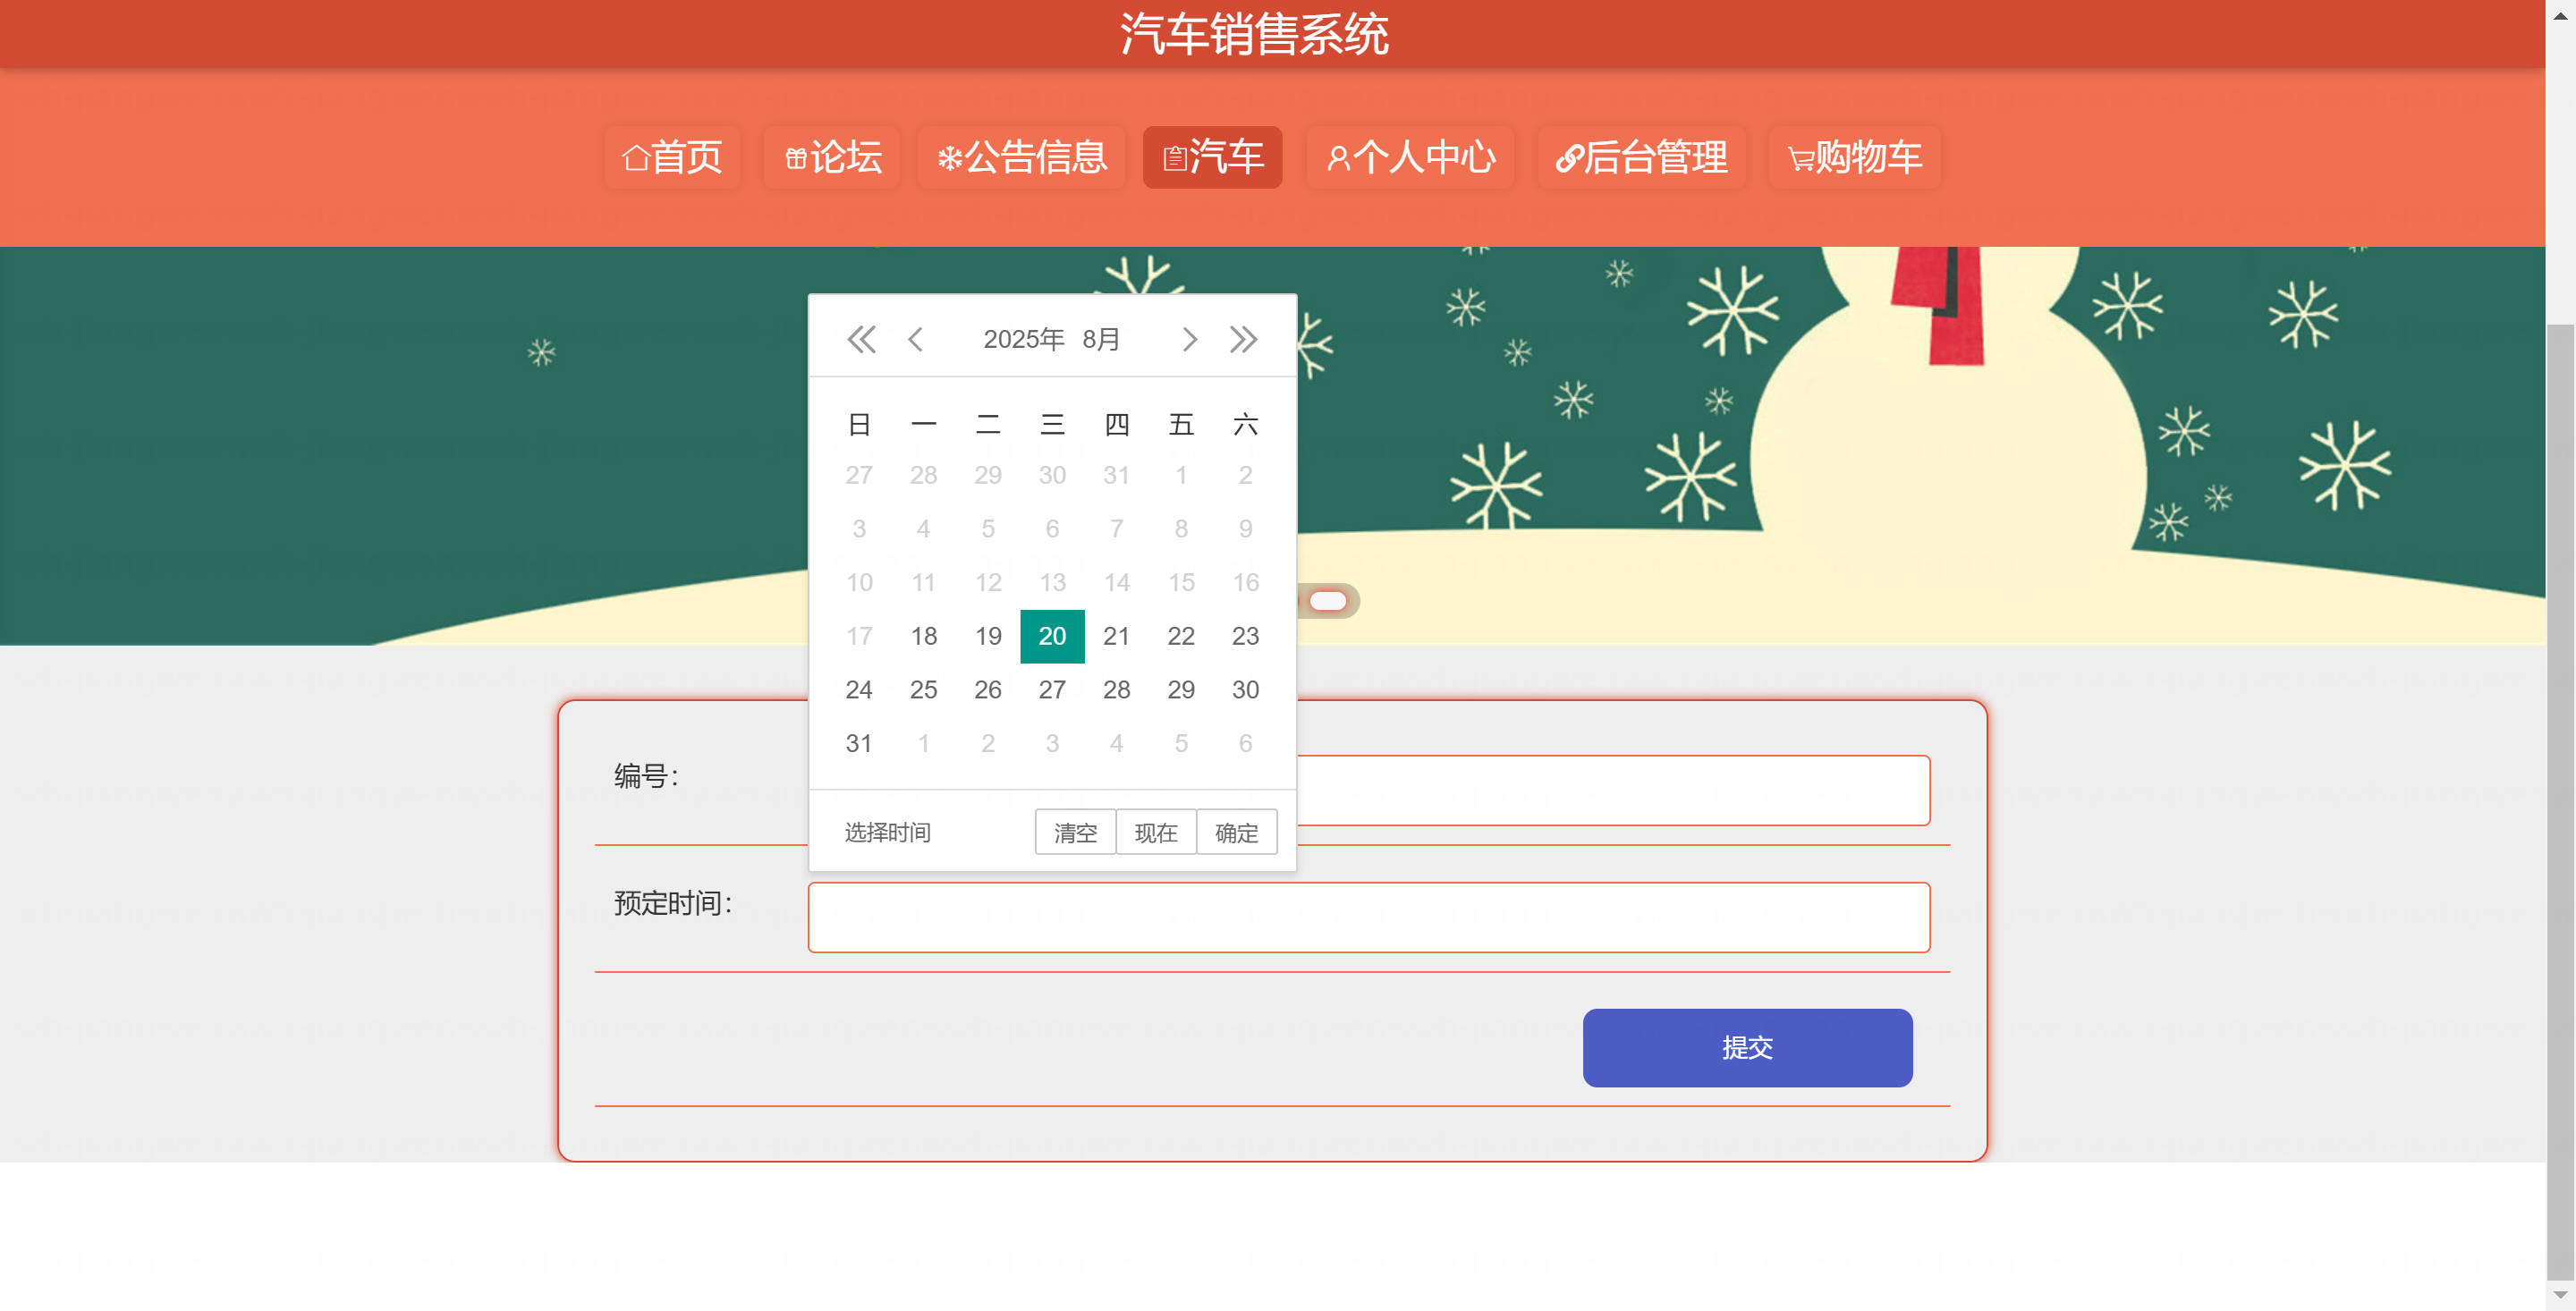 汽车销售系统
首页 论坛 公告信息 汽车 个人中心 后台管理 购物车
2025年 8月
日 一 二 三 四 五 六
27 28 29 30 31 1 2
3 4 5 6 7 8 9
10 11 12 13 14 15 16
17 18 19 20 21 22 23
24 25 26 27 28 29 30
31 1 2 3 4 5 6
编号：
选择时间 清空 现在 确定
预定时间：
提交